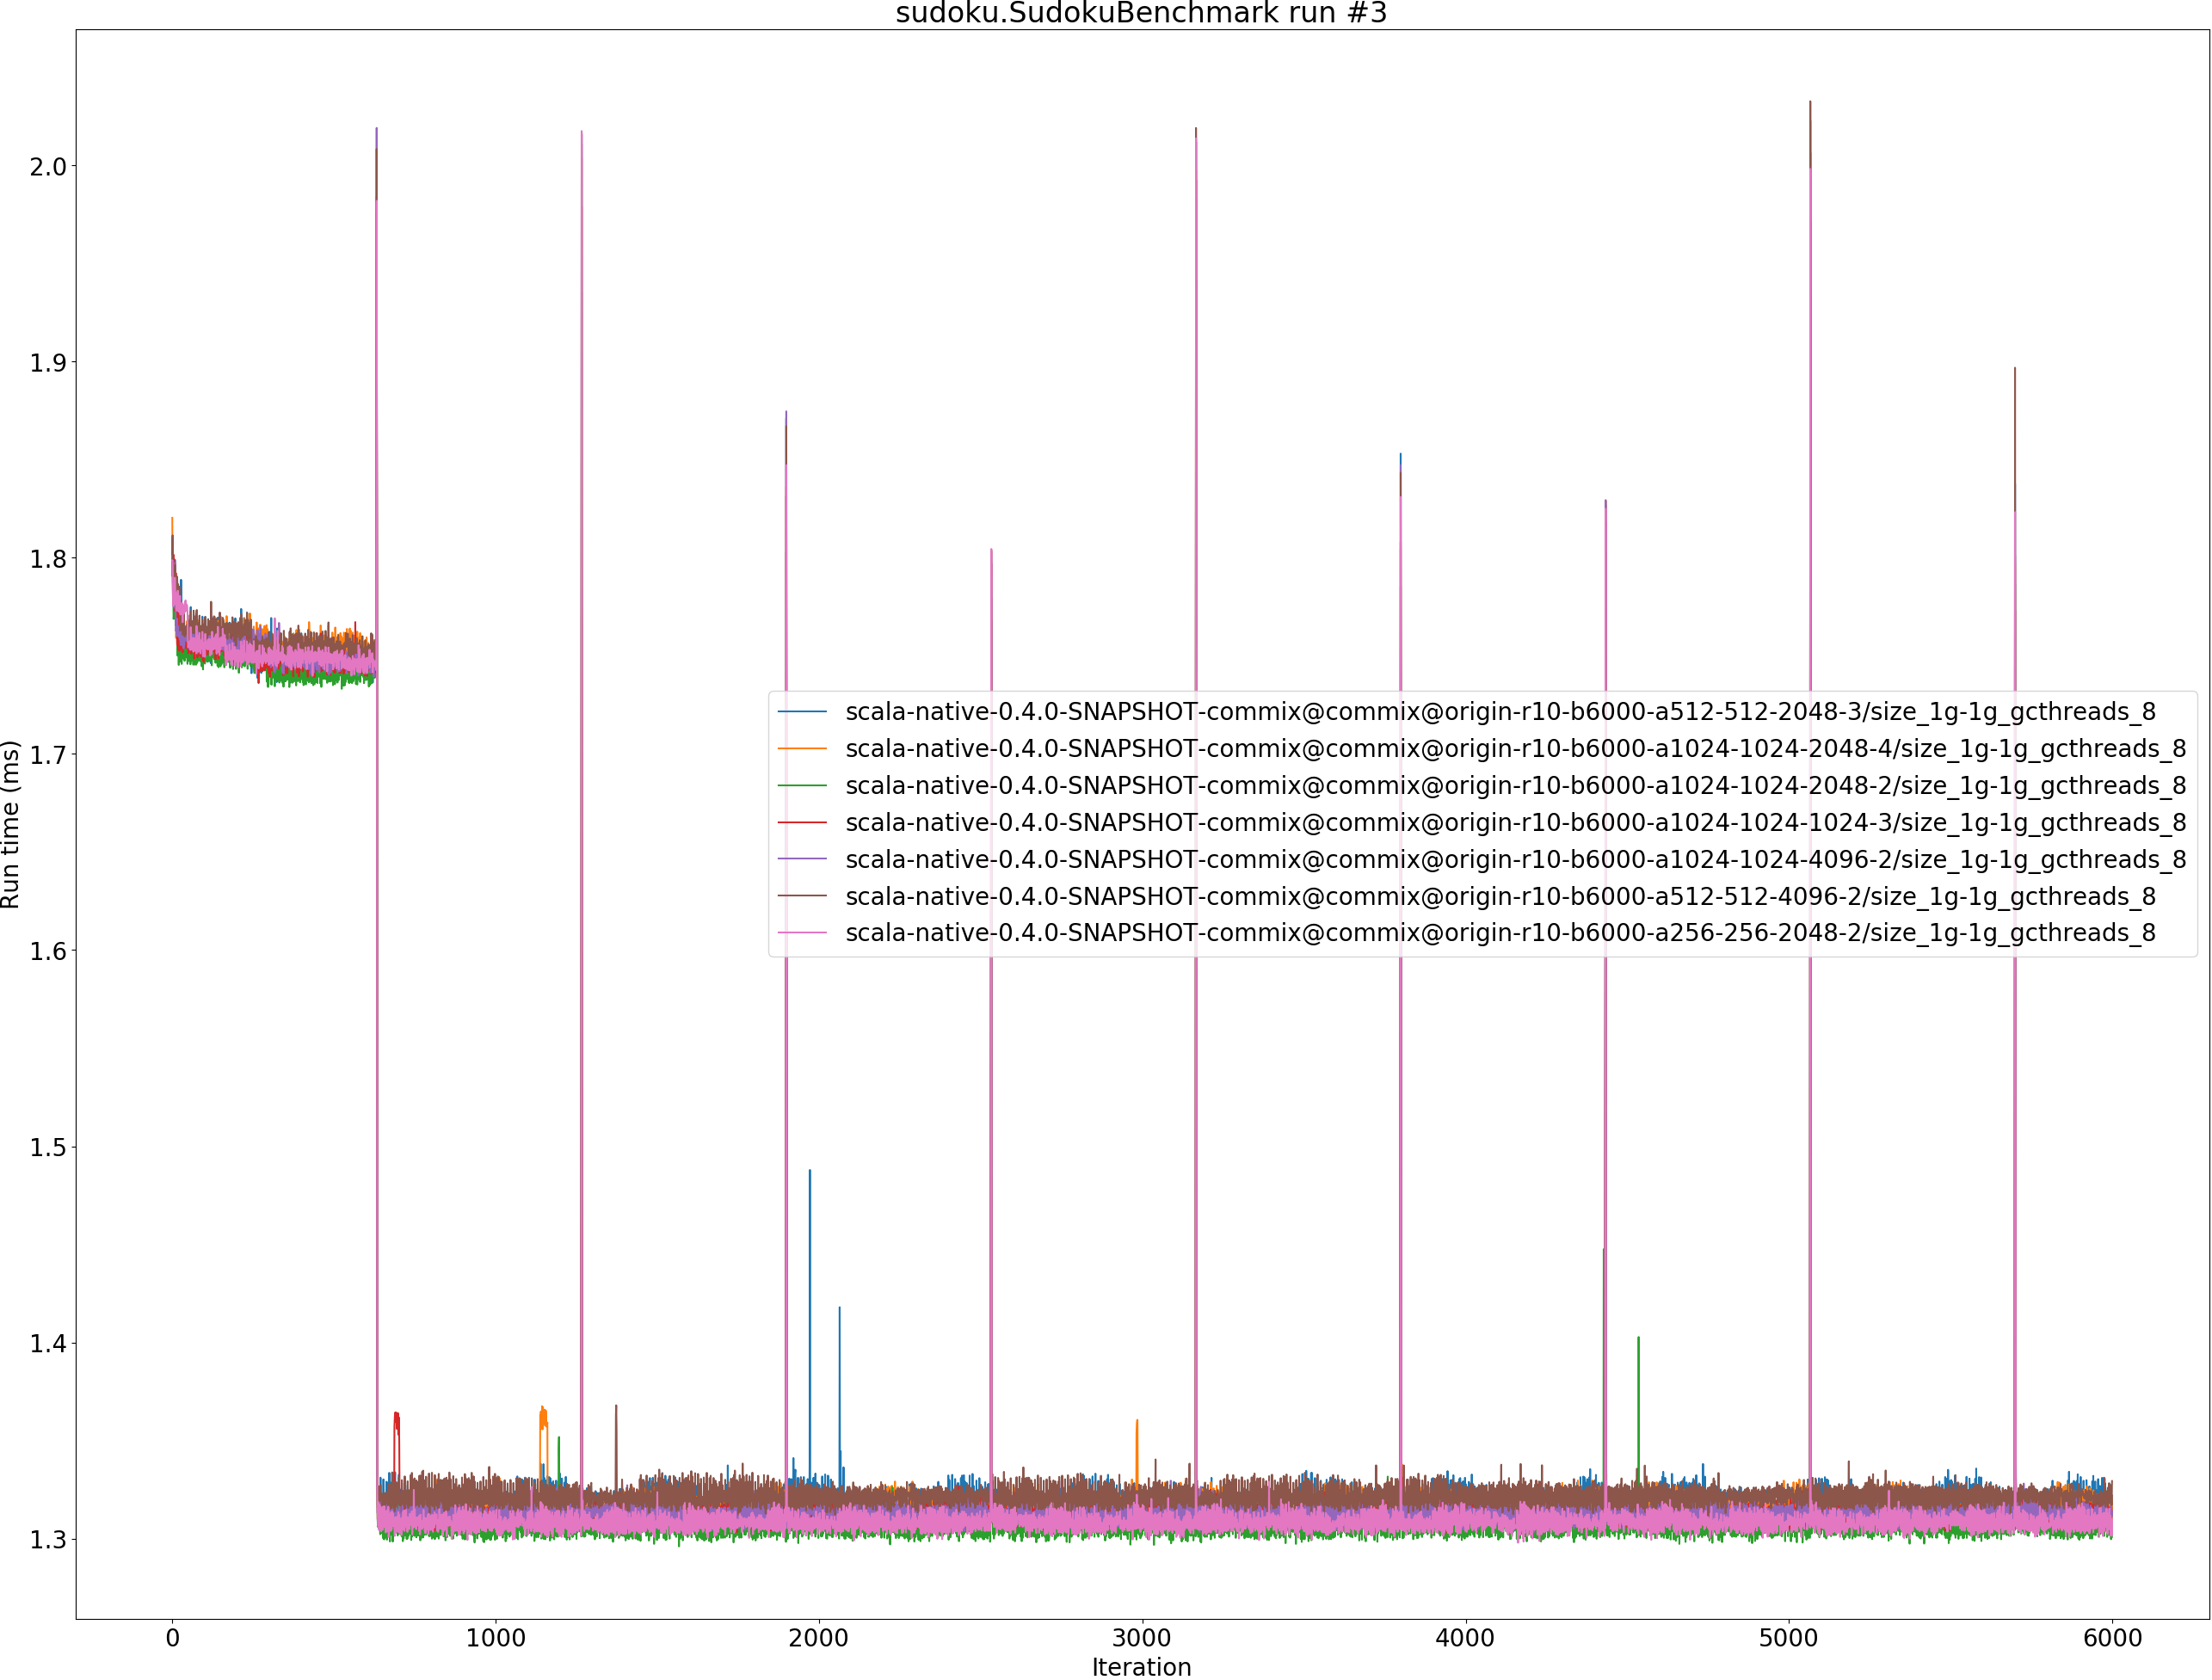 sudoku.SudokuBenchmark run #3
Run time (ms)
2.0
1.9
1.8
1.7
1.6
1.5
1.4
1.3
scala-native-0.4.0-SNAPSHOT-commix@commix@origin-r10-b6000-a512-512-2048-3/size_1g-1g_gcthreads_8
scala-native-0.4.0-SNAPSHOT-commix@commix@origin-r10-b6000-a1024-1024-2048-4/size_1g-1g_gcthreads_8
scala-native-0.4.0-SNAPSHOT-commix@commix@origin-r10-b6000-a1024-1024-2048-2/size_1g-1g_gcthreads_8
scala-native-0.4.0-SNAPSHOT-commix@commix@origin-r10-b6000-a1024-1024-1024-3/size_1g-1g_gcthreads_8
scala-native-0.4.0-SNAPSHOT-commix@commix@origin-r10-b6000-a1024-1024-4096-2/size_1g-1g_gcthreads_8
scala-native-0.4.0-SNAPSHOT-commix@commix@origin-r10-b6000-a512-512-4096-2/size_1g-1g_gcthreads_8
scala-native-0.4.0-SNAPSHOT-commix@commix@origin-r10-b6000-a256-256-2048-2/size_1g-1g_gcthreads_8
0 1000 2000 3000 4000 5000 6000
Iteration